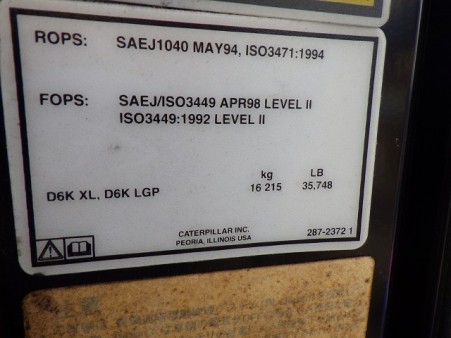 ROPS: SAEJ1040 MAY94, ISO3471:1994
FOPS: SAEJ/ISO3449 APR98 LEVEL II
ISO3449:1992 LEVEL II
kg LB
D6K XL, D6K LGP 16 215 35,748
CATERPILLAR INC.
PEORIA, ILLINOIS USA
287-2372 1